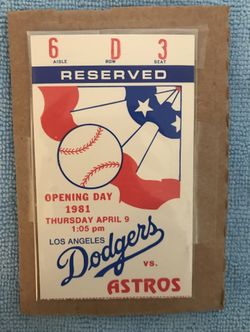 6 D 3
AISLE ROW SEAT
RESERVED
OPENING DAY
1981
THURSDAY APRIL 9
1:05 pm
LOS ANGELES
Dodgers
VS.
ASTROS